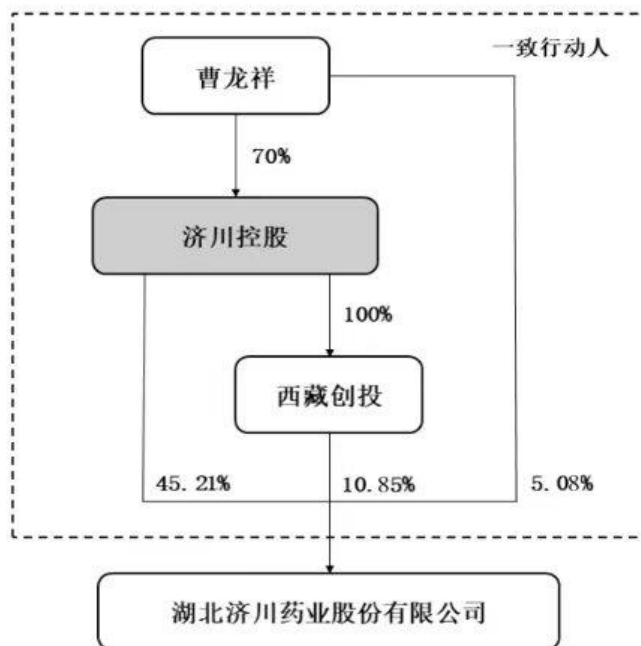 一致行动人
曹龙祥
70%
济川控股
100%
西藏创投
45.21%
10.85%
5.08%
湖北济川药业股份有限公司